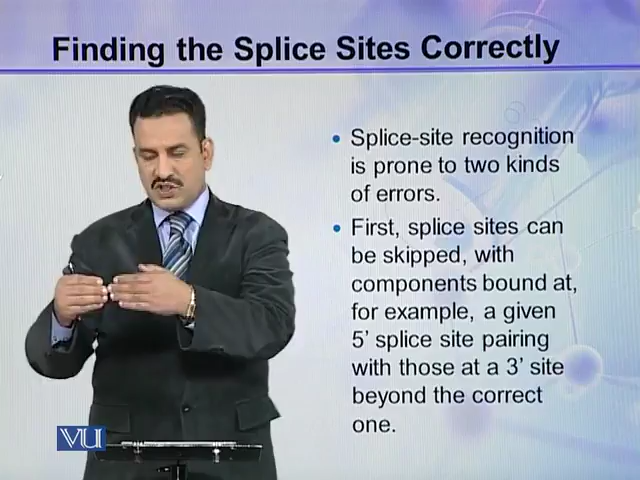 Finding the Splice Sites Correctly
• Splice-site recognition
is prone to two kinds
of errors.
• First, splice sites can
be skipped, with
components bound at,
for example, a given
5’ splice site pairing
with those at a 3’ site
beyond the correct
one.
VU